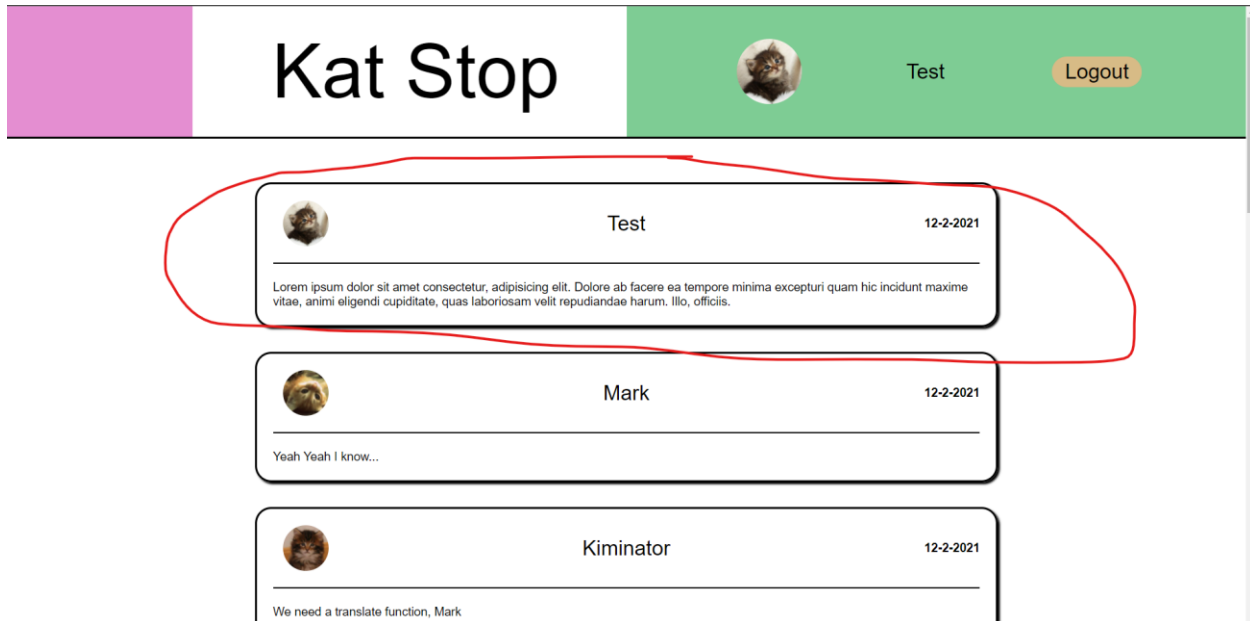 Kat Stop
Test
Logout
Test
12-2-2021
Lorem ipsum dolor sit amet consectetur, adipisicing elit. Dolore ab facere ea tempore minima excepturi quam hic incidunt maxime
vitae, animi eligendi cupiditate, quas laboriosam velit repudiandae harum. Illo, officiis.
Mark
12-2-2021
Yeah Yeah I know...
Kiminator
12-2-2021
We need a translate function, Mark